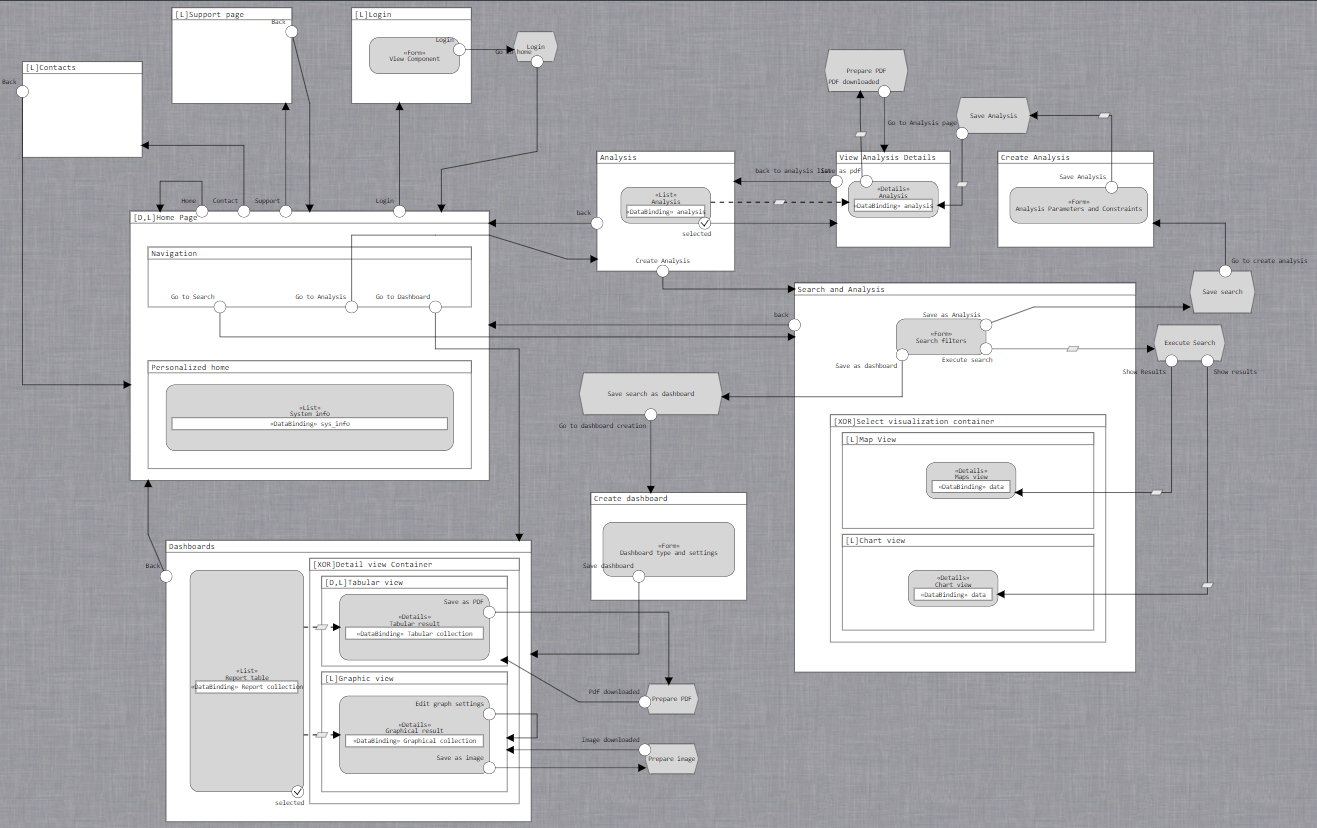 [L]Support page
Back
[L]Login
Login
«Form»
View Component
Login
Go to home
[L]Contacts
Back
Prepare PDF
PDF downloaded
Save Analysis
Go to Analysis page
Home
Contact
Support
Login
[D,L]Home Page
Navigation
Go to Search
Go to Analysis
Go to Dashboard
Personalized home
«List»
System info
«DataBinding» sys_info
Analysis
«List»
Analysis
«DataBinding» analysis
selected
back
Create Analysis
View Analysis Details
back to analysis list
Save as pdf
«Details»
Analysis
«DataBinding» analysis
Create Analysis
Save Analysis
«Form»
Analysis Parameters and Constraints
Go to create analysis
Save search
Search and Analysis
back
Save as Analysis
«Form»
Search filters
Execute search
Save as dashboard
Execute Search
Show Results
Show results
Save search as dashboard
Go to dashboard creation
[XOR]Select visualization container
[L]Map View
«Details»
Maps view
«DataBinding» data
[L]Chart view
«Details»
Chart view
«DataBinding» data
Create dashboard
«Form»
Dashboard type and settings
Save dashboard
Dashboards
Back
«List»
Report table
«DataBinding» Report collection
selected
[XOR]Detail view Container
[D,L]Tabular view
Save as PDF
«Details»
Tabular result
«DataBinding» Tabular collection
[L]Graphic view
Edit graph settings
«Details»
Graphical result
«DataBinding» Graphical collection
Save as image
Pdf downloaded
Prepare PDF
image downloaded
Prepare image